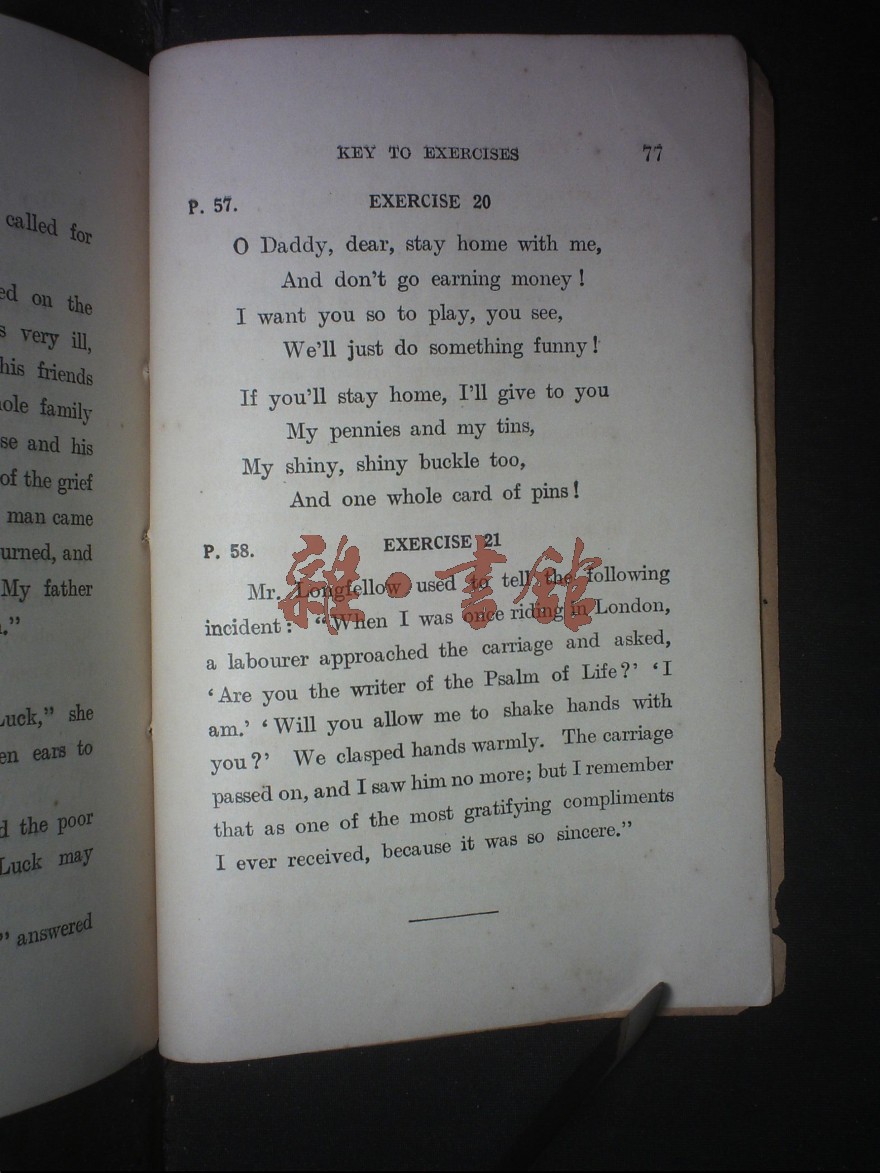 called for
ed on the
s very ill,
his friends
ole family
se and his
of the grief
man came
urned, and
My father
."
Luck," she
en ears to
d the poor
Luck may
" answered
KEY TO EXERCISES 77
P. 57. EXERCISE 20
O Daddy, dear, stay home with me,
And don't go earning money!
I want you so to play, you see,
We'll just do something funny!
If you'll stay home, I'll give to you
My pennies and my tins,
My shiny, shiny buckle too,
And one whole card of pins!
P. 58. EXERCISE 21
Mr. Longfellow used to tell the following
incident: "When I was once riding in London,
a labourer approached the carriage and asked,
'Are you the writer of the Psalm of Life?' 'I
am.' 'Will you allow me to shake hands with
you?' We clasped hands warmly. The carriage
passed on, and I saw him no more; but I remember
that as one of the most gratifying compliments
I ever received, because it was so sincere."
雜·書館